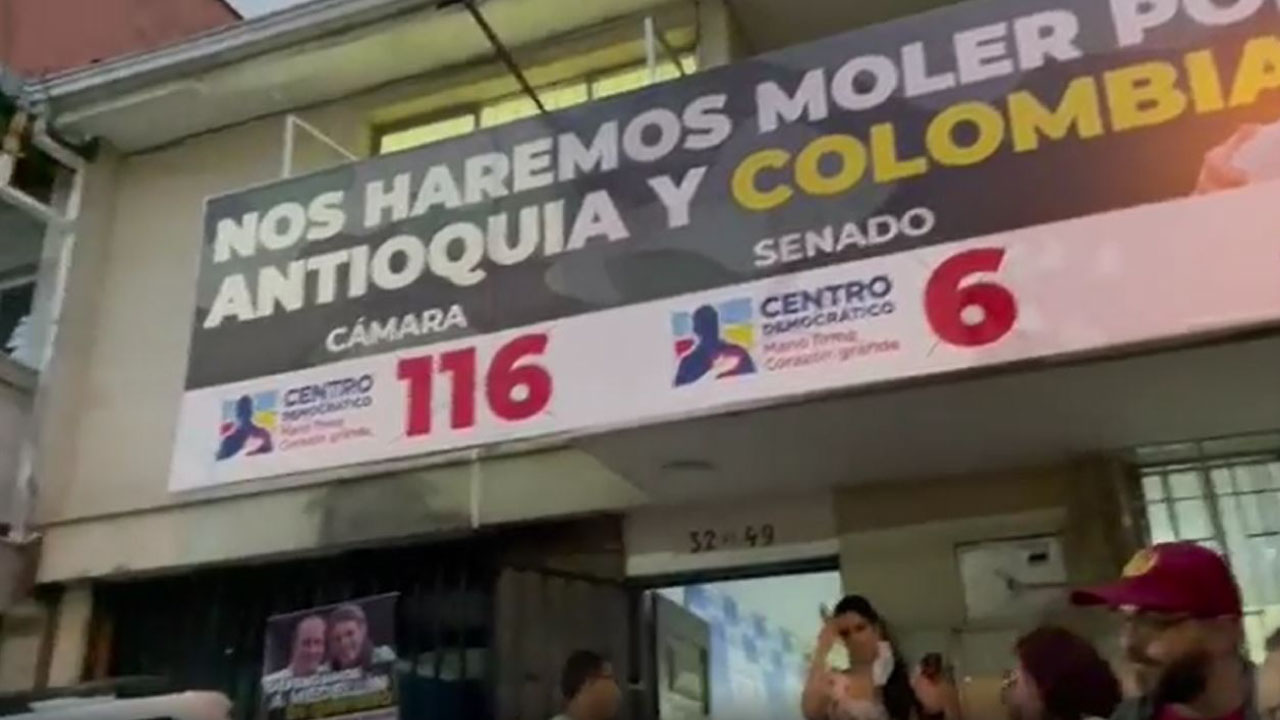 NOS HAREMOS MOLER PO
ANTIOQUIA Y COLOMBIA
CÁMARA
SENADO
CENTRO
DEMOCRÁTICO
Mano firme
Corazón grande
116
CENTRO
DEMOCRÁTICO
Mano firme
Corazón grande
6
32 49
A MEDELLÍN